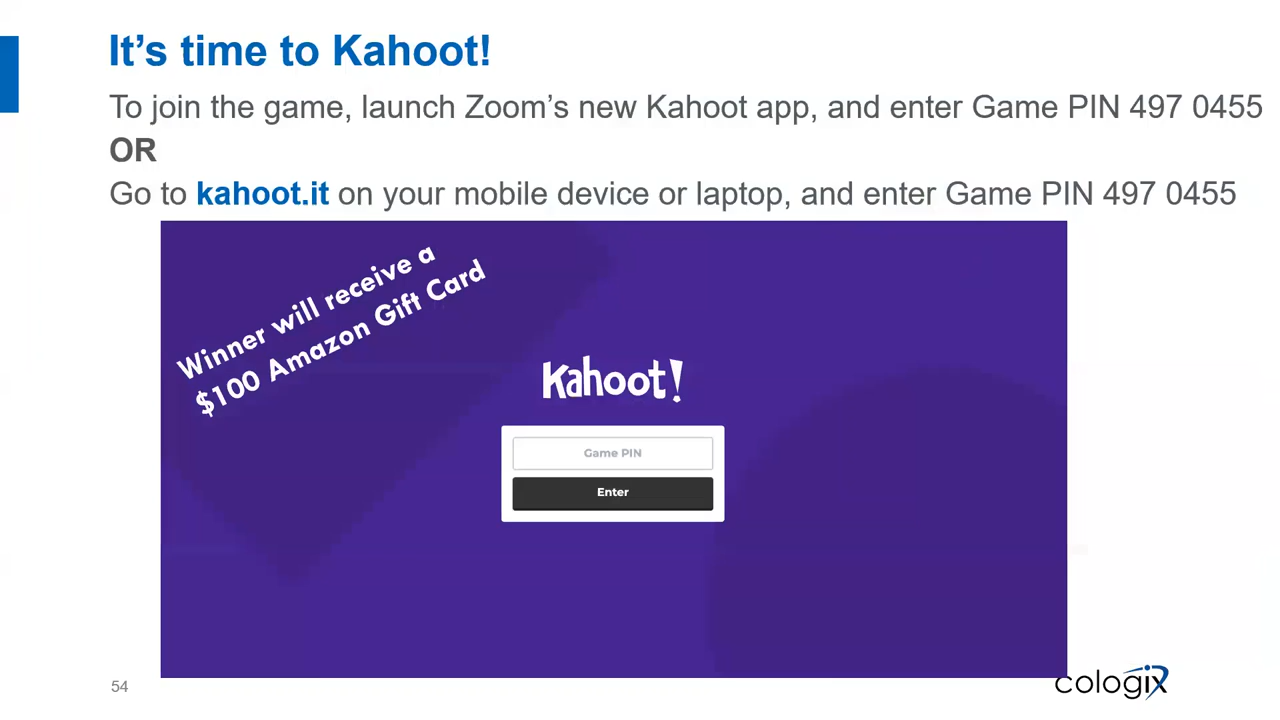 It's time to Kahoot!
To join the game, launch Zoom's new Kahoot app, and enter Game PIN 497 0455
OR
Go to kahoot.it on your mobile device or laptop, and enter Game PIN 497 0455
Winner will receive a
$100 Amazon Gift Card
Kahoot!
Game PIN
Enter
54
cologix